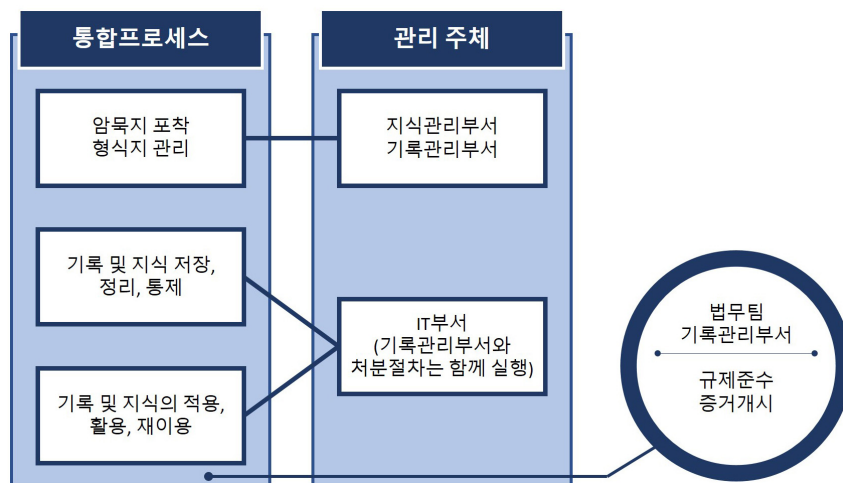 통합프로세스
관리 주체
암묵지 포착
형식지 관리
지식관리부서
기록관리부서
기록 및 지식 저장,
정리, 통제
IT부서
(기록관리부서와
처분절차는 함께 실행)
기록 및 지식의 적용,
활용, 재이용
법무팀
기록관리부서
규제준수
증거개시